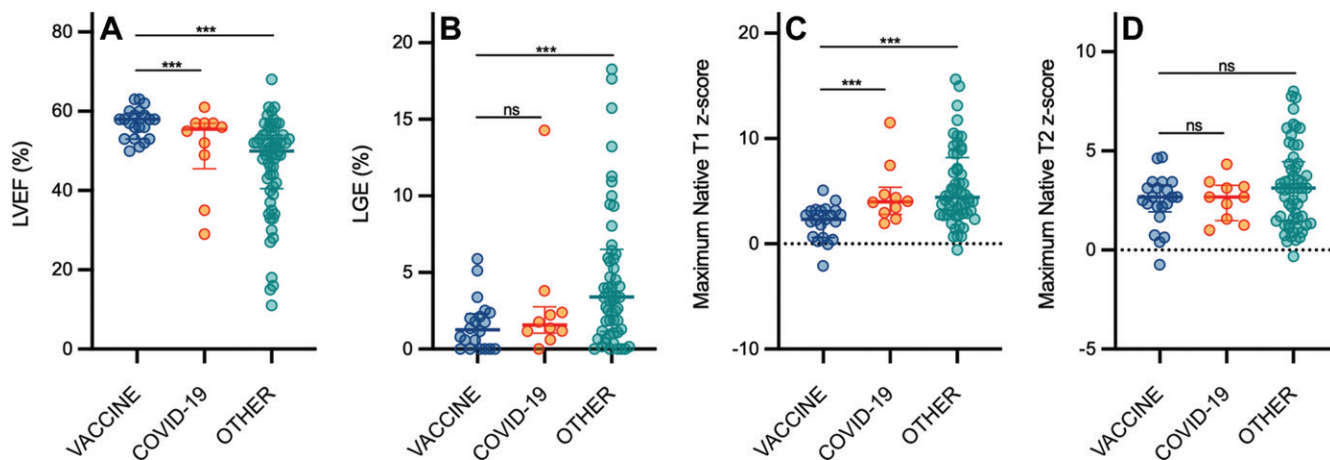 A
LVEF (%)
80
60
40
20
0
***
***
VACCINE
COVID-19
OTHER
B
LGE (%)
20
15
10
5
0
***
ns
VACCINE
COVID-19
OTHER
C
Maximum Native T1 z-score
20
10
0
-10
***
***
VACCINE
COVID-19
OTHER
D
Maximum Native T2 z-score
10
5
0
-5
ns
ns
VACCINE
COVID-19
OTHER